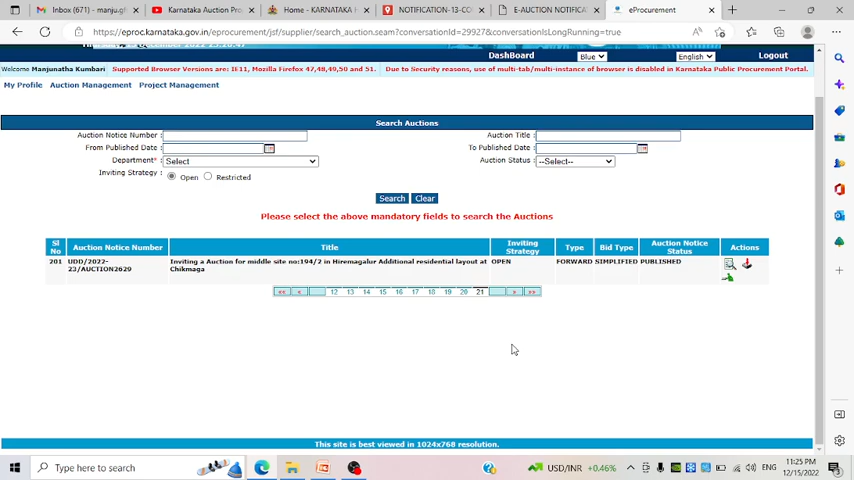 Inbox (671) - manju.gf
Karnataka Auction Pro
Home - KARNATAKA H
NOTIFICATION-13-CO
E-AUCTION NOTIFICA
eProcurement
https://eproc.karnataka.gov.in/eprocurement/jsf/supplier/search_auction.seam?conversationId=29927&conversationIsLongRunning=true
DashBoard
Blue
English
Logout
Welcome Manjunatha Kumbari
Supported Browser Versions are: IE11, Mozilla Firefox 47,48,49,50 and 51.
Due to Security reasons, use of multi-tab/multi-instance of browser is disabled in Karnataka Public Procurement Portal.
My Profile Auction Management Project Management
Search Auctions
Auction Notice Number :
Auction Title :
From Published Date :
To Published Date :
Department* : Select
Auction Status : --Select--
Inviting Strategy : Open Restricted
Search Clear
Please select the above mandatory fields to search the Auctions
Sl No
Auction Notice Number
Title
Inviting Strategy
Type
Bid Type
Auction Notice Status
Actions
201
UDD/2022-23/AUCTION2629
Inviting a Auction for middle site no:194/2 in Hiremagalur Additional residential layout at Chikmaga
OPEN
FORWARD
SIMPLIFIED
PUBLISHED
«« « 12 13 14 15 16 17 18 19 20 21 » »»
This site is best viewed in 1024x768 resolution.
Type here to search
USD/INR +0.46%
ENG
11:25 PM
12/15/2022